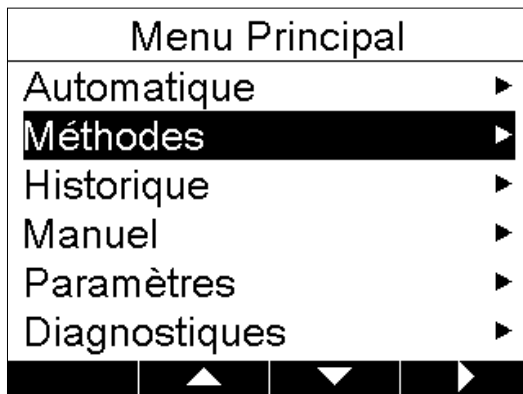 Menu Principal
Automatique
Méthodes
Historique
Manuel
Paramètres
Diagnostiques